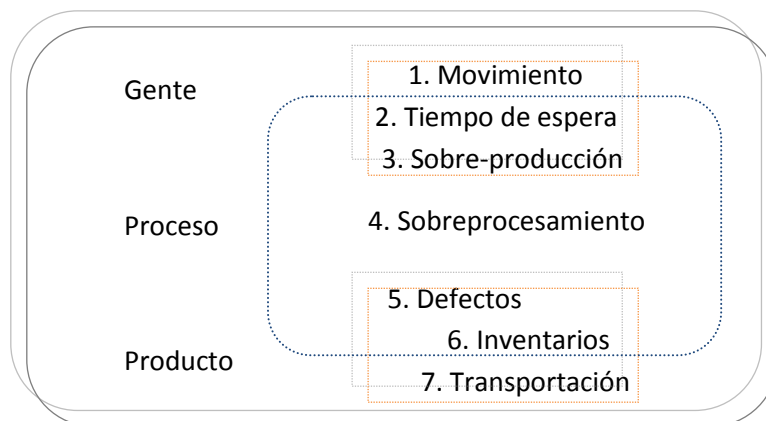 Gente
1. Movimiento
2. Tiempo de espera
3. Sobre-producción
Proceso
4. Sobreprocesamiento
5. Defectos
6. Inventarios
Producto
7. Transportación